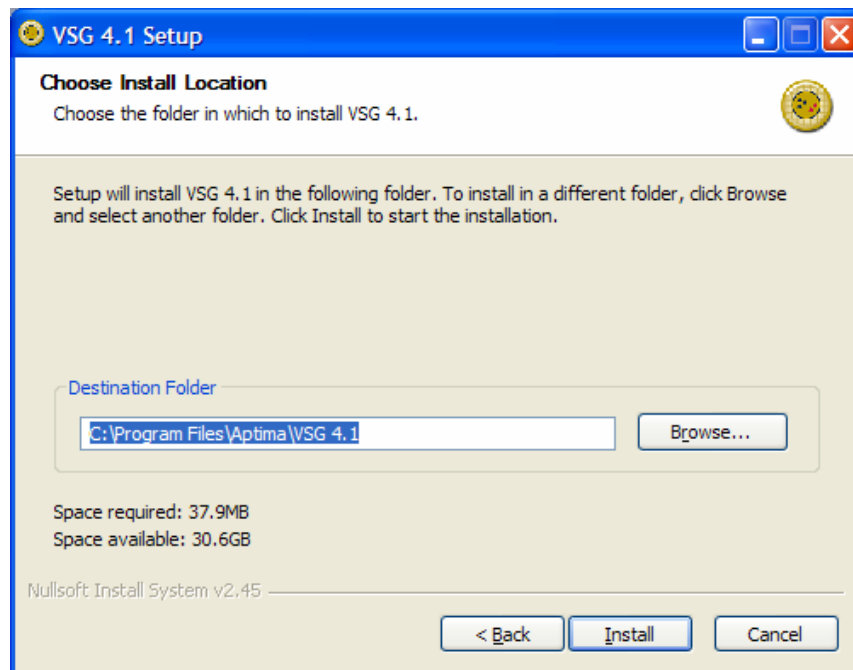 VSG 4.1 Setup
Choose Install Location
Choose the folder in which to install VSG 4.1.
Setup will install VSG 4.1 in the following folder. To install in a different folder, click Browse
and select another folder. Click Install to start the installation.
Destination Folder
C:\Program Files\Aptima\VSG 4.1
Browse...
Space required: 37.9MB
Space available: 30.6GB
Nullsoft Install System v2.45
< Back
Install
Cancel